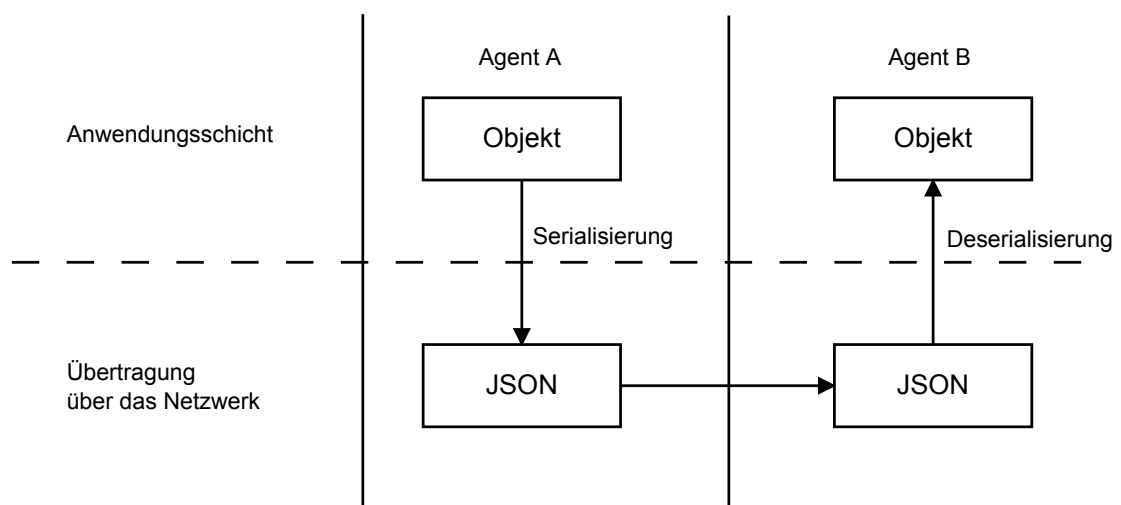 Agent A
Agent B
Anwendungsschicht
Objekt
Objekt
Serialisierung
Deserialisierung
Übertragung
über das Netzwerk
JSON
JSON